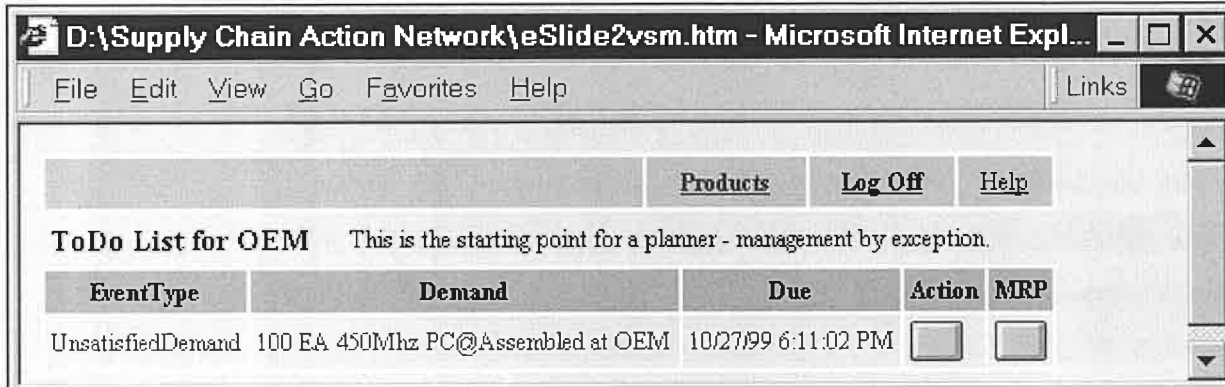 D:\Supply Chain Action Network\eSlide2vsm.htm - Microsoft Internet Expl...
File Edit View Go Favorites Help Links
Products Log Off Help
ToDo List for OEM This is the starting point for a planner - management by exception.
EventType Demand Due Action MRP
UnsatisfiedDemand 100 EA 450Mhz PC@Assembled at OEM 10/27/99 6:11:02 PM